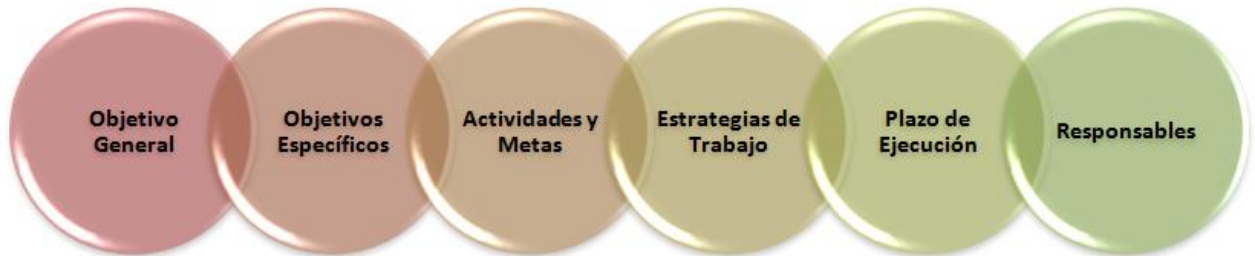 Objetivo
General
Objetivos
Específicos
Actividades y
Metas
Estrategias de
Trabajo
Plazo de
Ejecución
Responsables